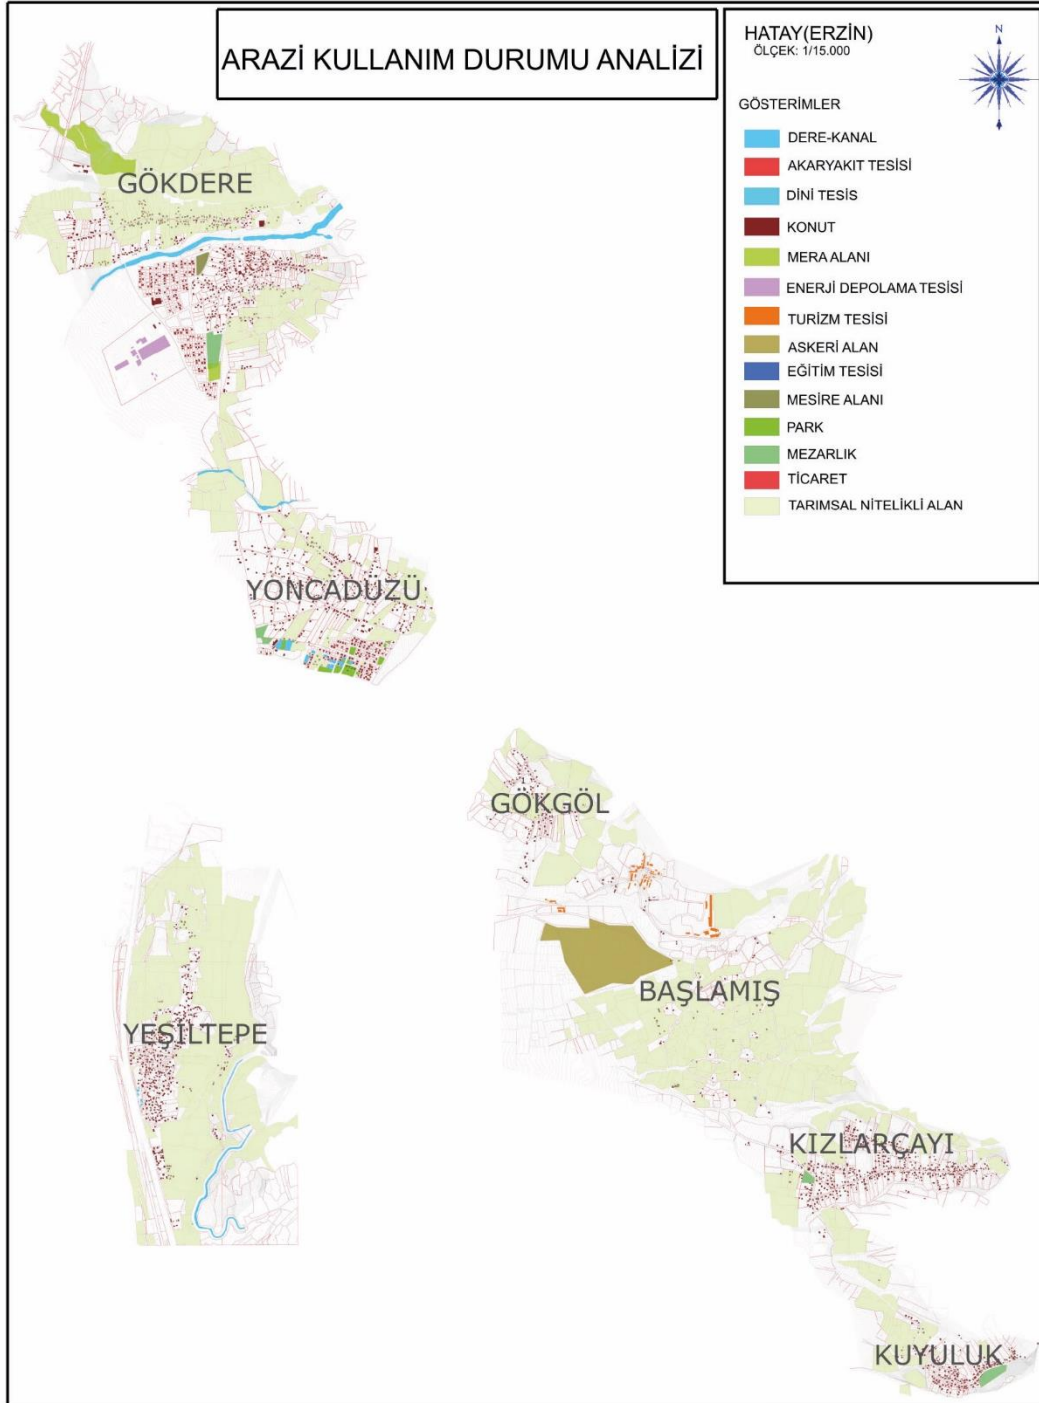 ARAZİ KULLANIM DURUMU ANALİZİ
HATAY(ERZİN)
ÖLÇEK: 1/15.000
N
GÖSTERİMLER
DERE-KANAL
AKARYAKIT TESİSİ
DİNİ TESİS
KONUT
MERA ALANI
ENERJİ DEPOLAMA TESİSİ
TURİZM TESİSİ
ASKERİ ALAN
EĞİTİM TESİSİ
MESİRE ALANI
PARK
MEZARLIK
TİCARET
TARIMSAL NİTELİKLİ ALAN
GÖKDERE
YONCADÜZÜ
GÖKGÖL
BAŞLAMIŞ
YEŞİLTEPE
KIZLARÇAYI
KUYULUK